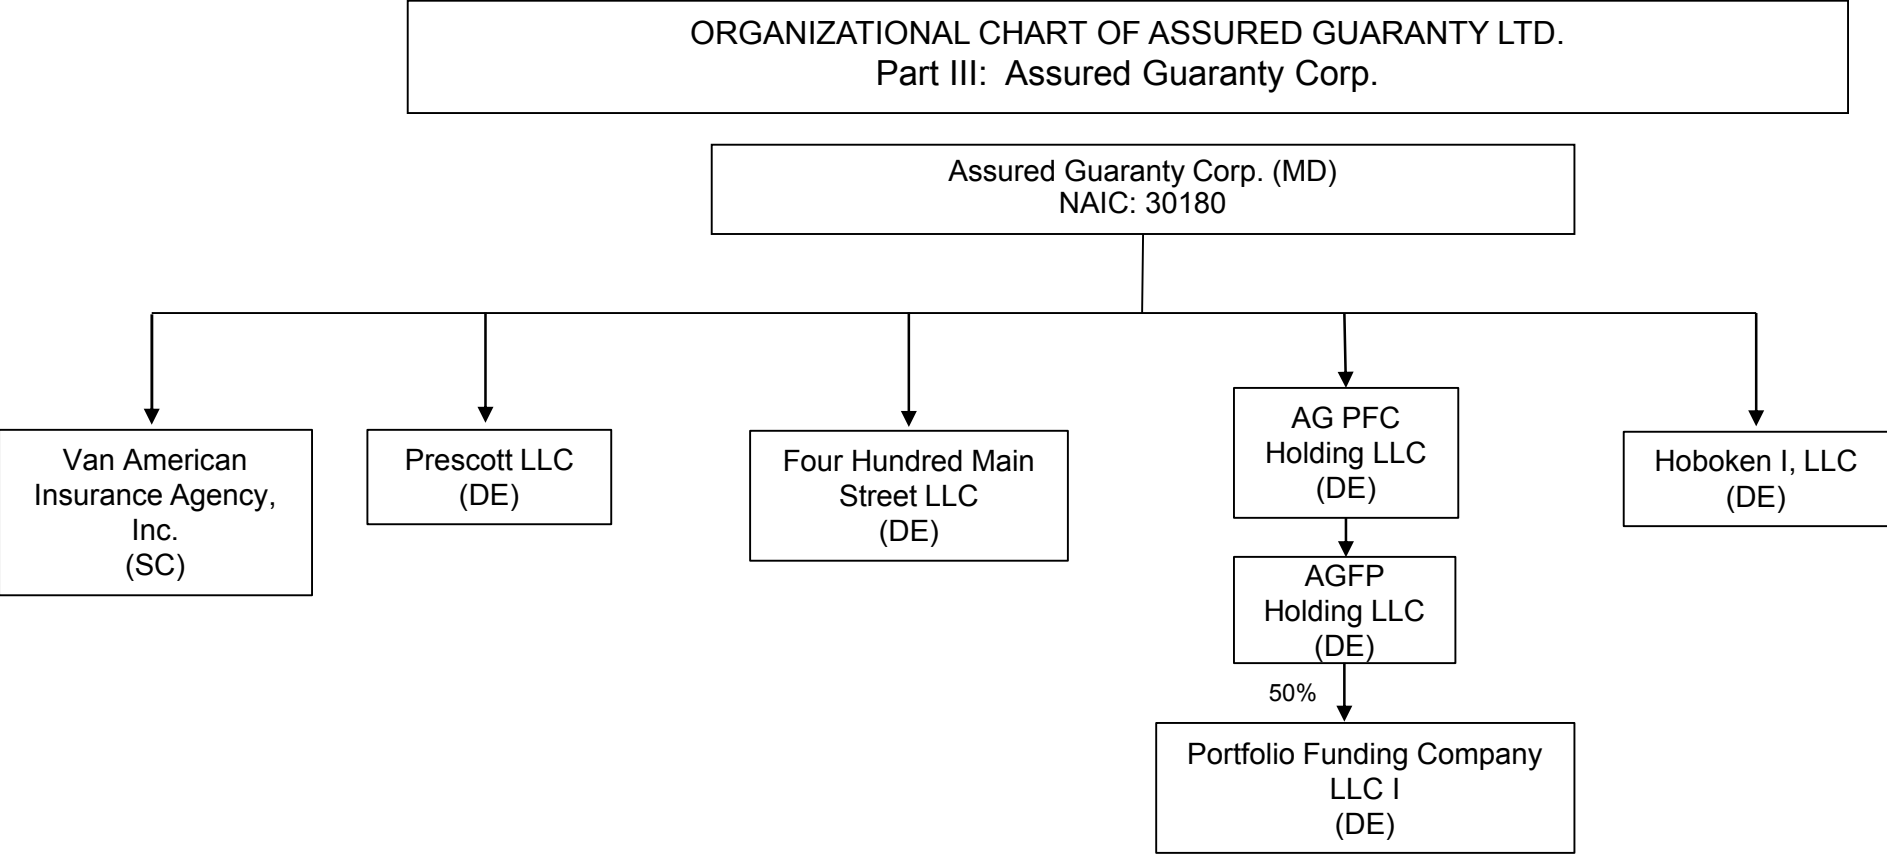 ORGANIZATIONAL CHART OF ASSURED GUARANTY LTD.
Part III:  Assured Guaranty Corp.
Assured Guaranty Corp. (MD)
NAIC: 30180
Van American
Insurance Agency,
Inc.
(SC)
Prescott LLC
(DE)
Four Hundred Main
Street LLC
(DE)
AG PFC
Holding LLC
(DE)
Hoboken I, LLC
(DE)
AGFP
Holding LLC
(DE)
50%
Portfolio Funding Company
LLC I
(DE)